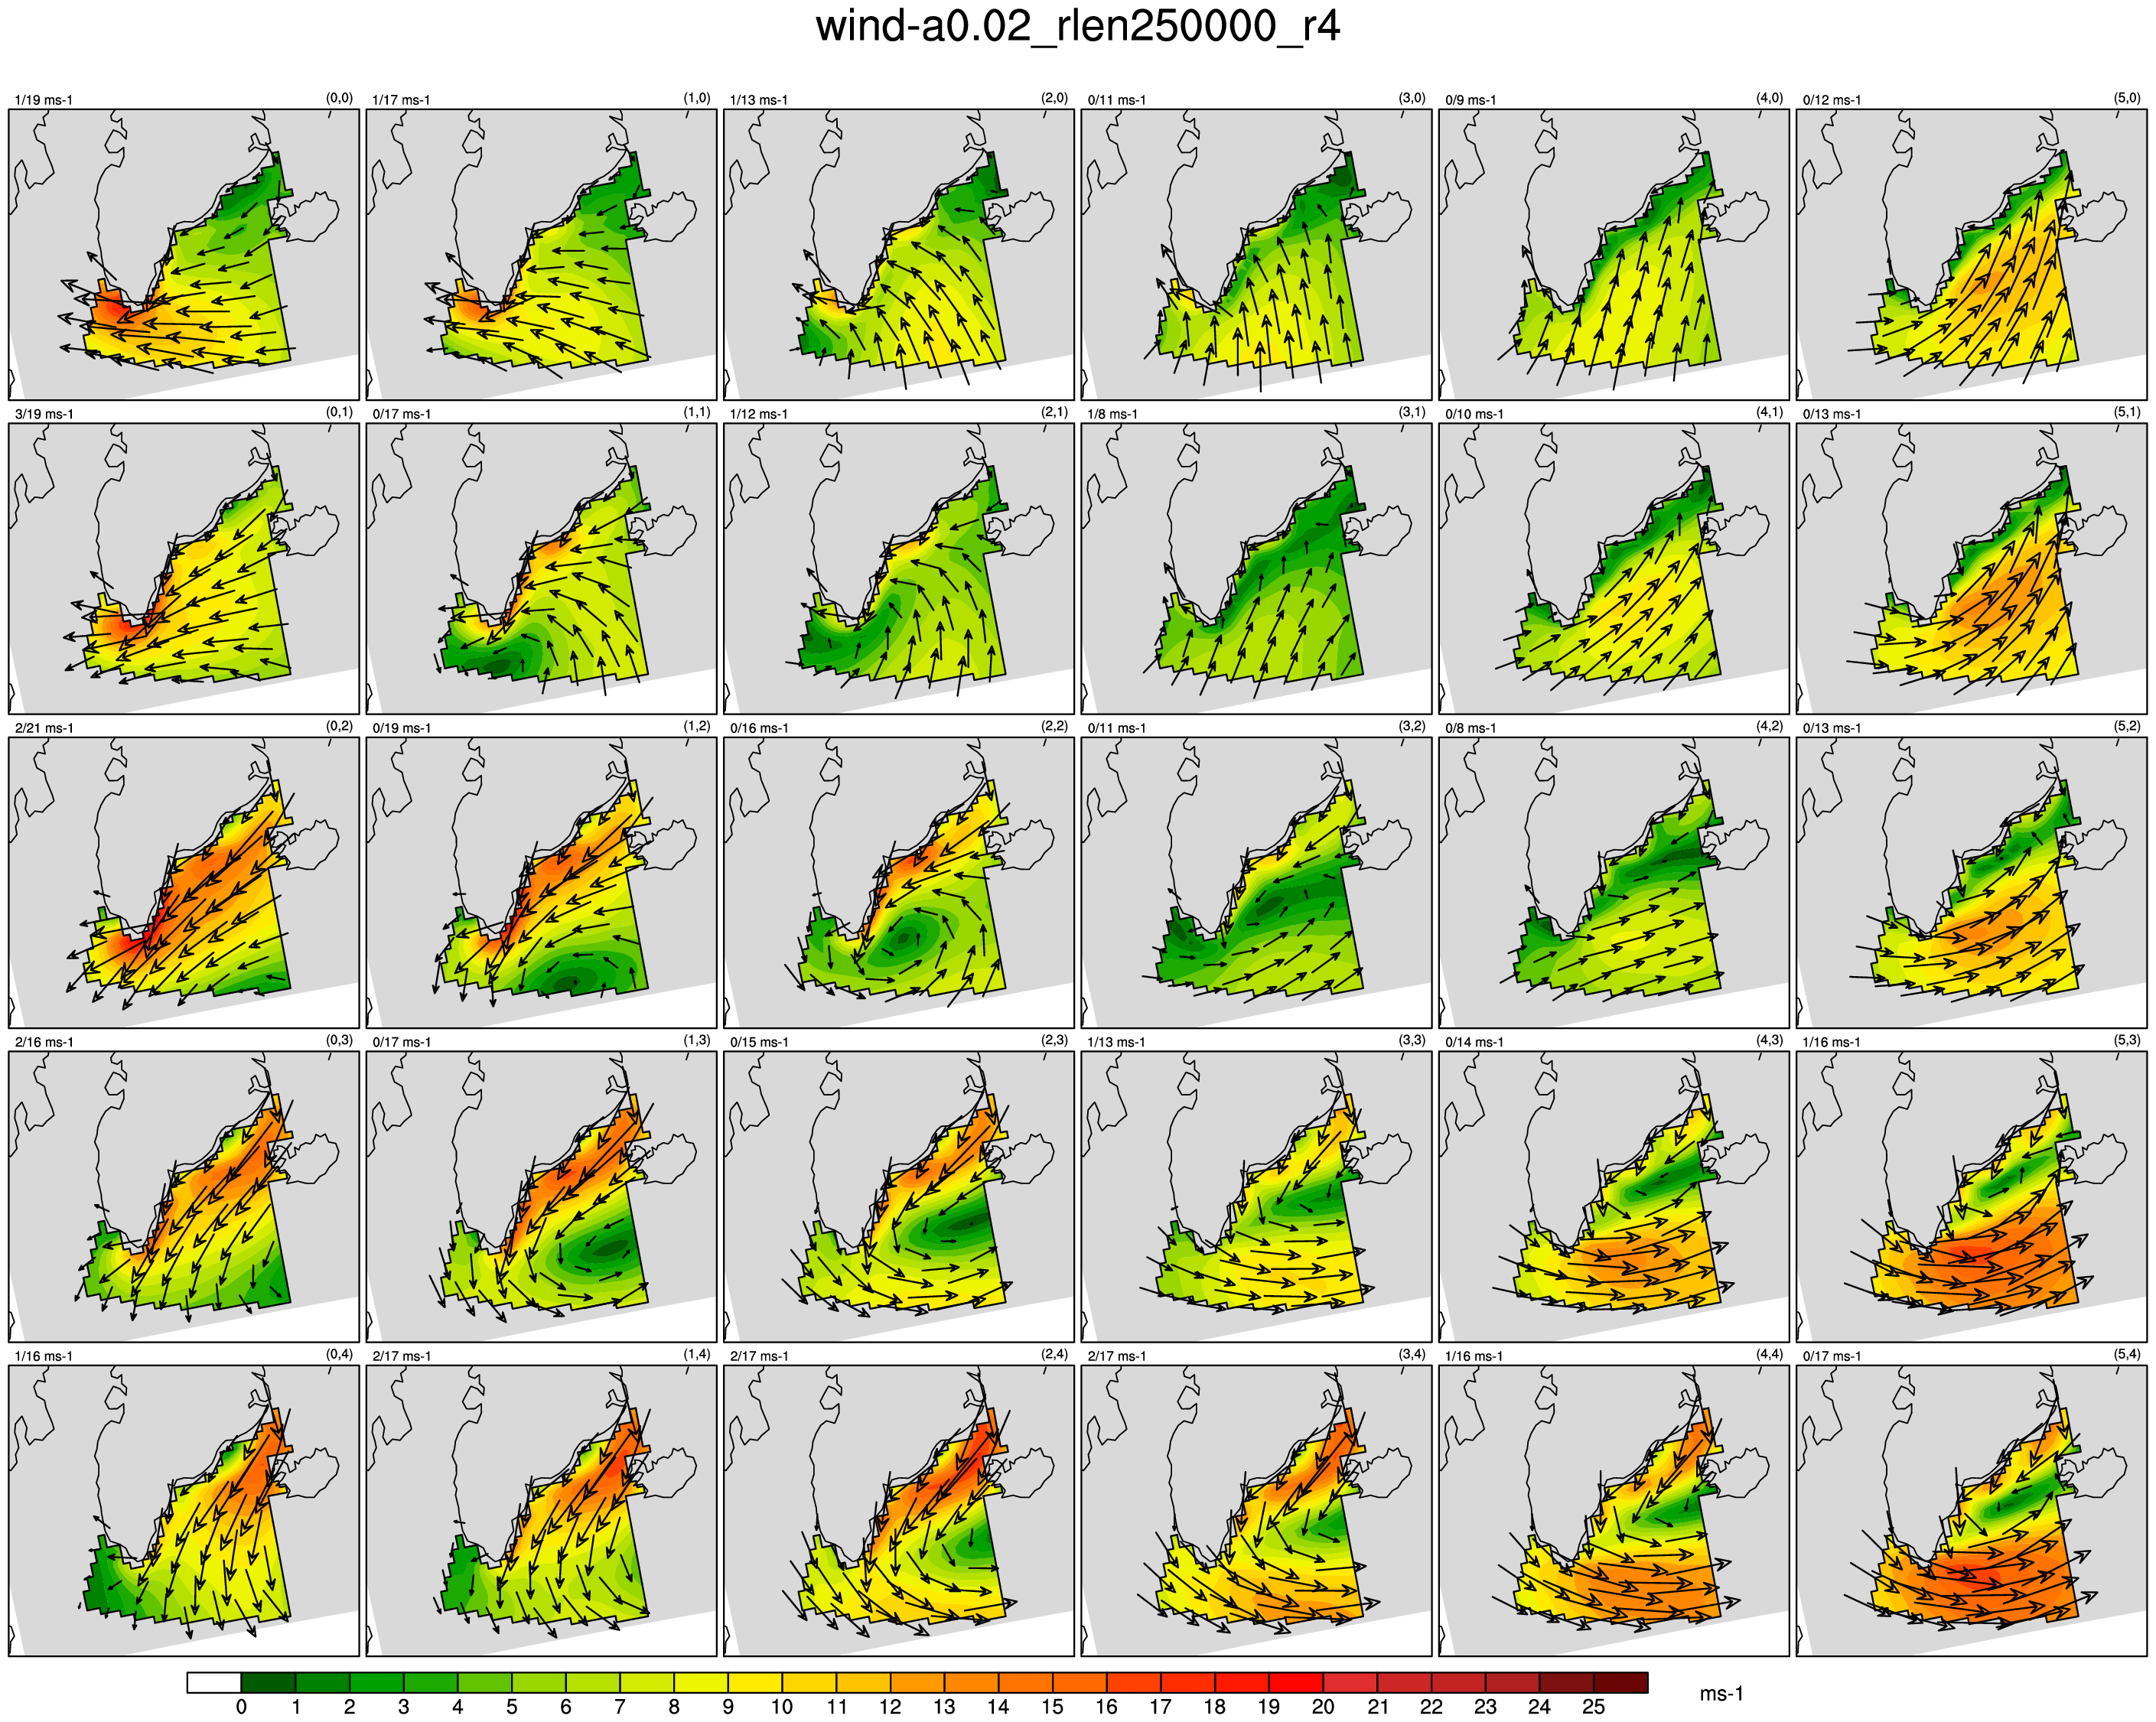 wind-a0.02_rlen250000_r4
1/19 ms-1 (0,0) 1/17 ms-1 (1,0) 1/13 ms-1 (2,0) 0/11 ms-1 (3,0) 0/9 ms-1 (4,0) 0/12 ms-1 (5,0)
3/19 ms-1 (0,1) 0/17 ms-1 (1,1) 1/12 ms-1 (2,1) 1/8 ms-1 (3,1) 0/10 ms-1 (4,1) 0/13 ms-1 (5,1)
2/21 ms-1 (0,2) 0/19 ms-1 (1,2) 0/16 ms-1 (2,2) 0/11 ms-1 (3,2) 0/8 ms-1 (4,2) 0/13 ms-1 (5,2)
2/16 ms-1 (0,3) 0/17 ms-1 (1,3) 0/15 ms-1 (2,3) 1/13 ms-1 (3,3) 0/14 ms-1 (4,3) 1/16 ms-1 (5,3)
1/16 ms-1 (0,4) 2/17 ms-1 (1,4) 2/17 ms-1 (2,4) 2/17 ms-1 (3,4) 1/16 ms-1 (4,4) 0/17 ms-1 (5,4)
0 1 2 3 4 5 6 7 8 9 10 11 12 13 14 15 16 17 18 19 20 21 22 23 24 25 ms-1